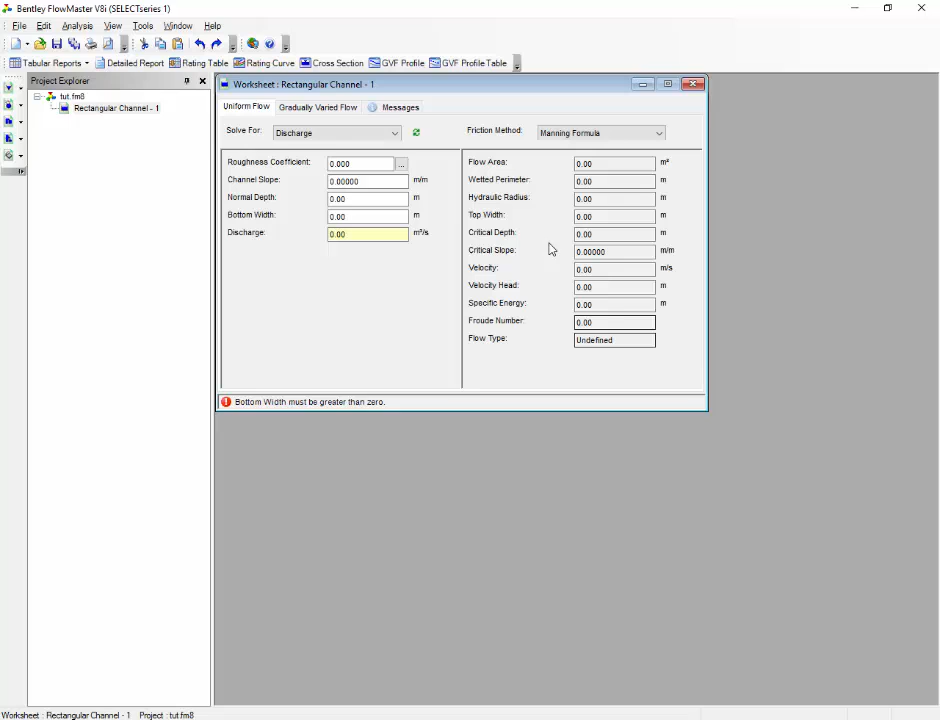 Bentley FlowMaster V8i (SELECTseries 1)
File Edit Analysis View Tools Window Help
Tabular Reports Detailed Report Rating Table Rating Curve Cross Section GVF Profile GVF Profile Table
Project Explorer
tut.fm8
Rectangular Channel - 1
Worksheet : Rectangular Channel - 1
Uniform Flow Gradually Varied Flow Messages
Solve For: Discharge Friction Method: Manning Formula
Roughness Coefficient: 0.000 ...
Channel Slope: 0.00000 m/m
Normal Depth: 0.00 m
Bottom Width: 0.00 m
Discharge: 0.00 m³/s
Flow Area: 0.00 m²
Wetted Perimeter: 0.00 m
Hydraulic Radius: 0.00 m
Top Width: 0.00 m
Critical Depth: 0.00 m
Critical Slope: 0.00000 m/m
Velocity: 0.00 m/s
Velocity Head: 0.00 m
Specific Energy: 0.00 m
Froude Number: 0.00
Flow Type: Undefined
Bottom Width must be greater than zero.
Worksheet : Rectangular Channel - 1 Project : tut.fm8